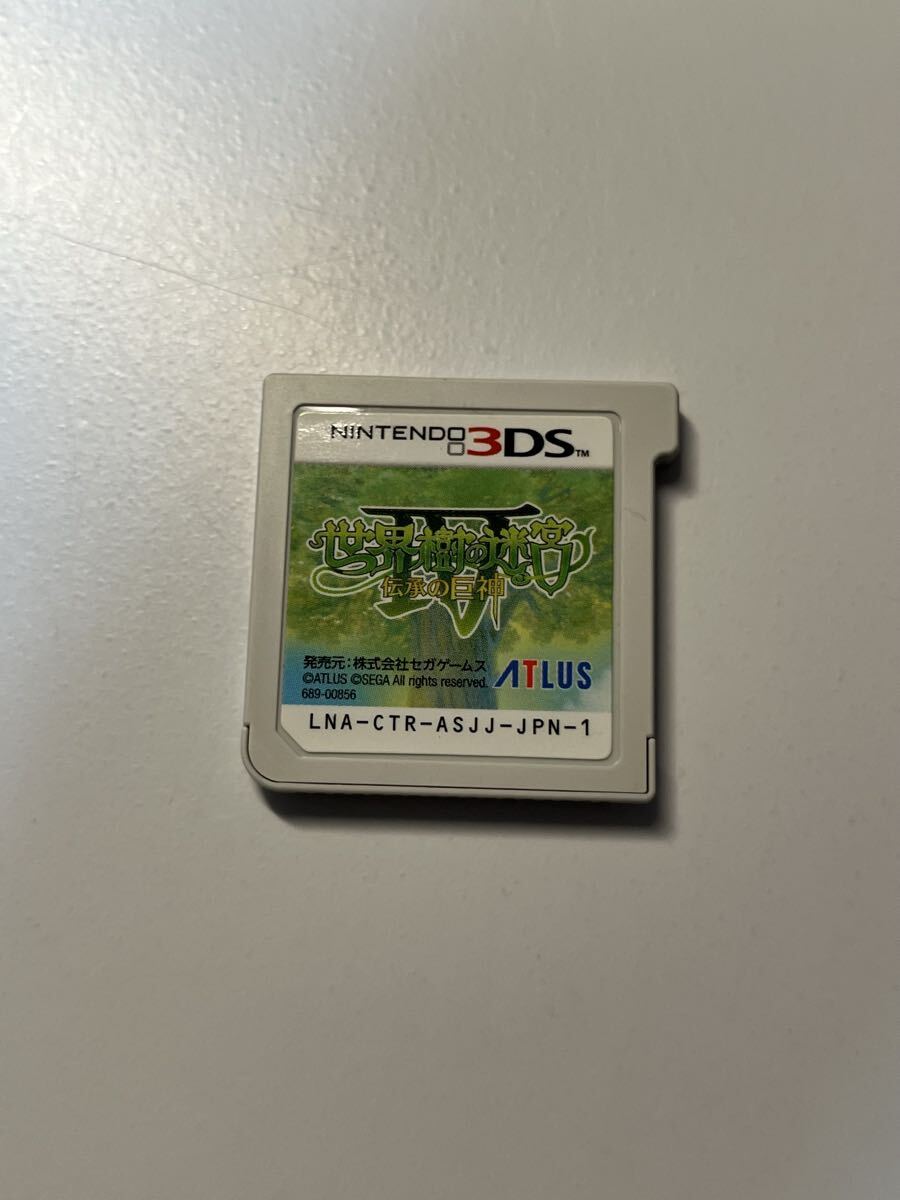 NINTENDO 3DS™
世界樹の迷宮
IV
伝承の巨神
発売元:株式会社セガゲームス
©ATLUS ©SEGA All rights reserved.
ATLUS
689-00856
LNA-CTR-ASJJ-JPN-1